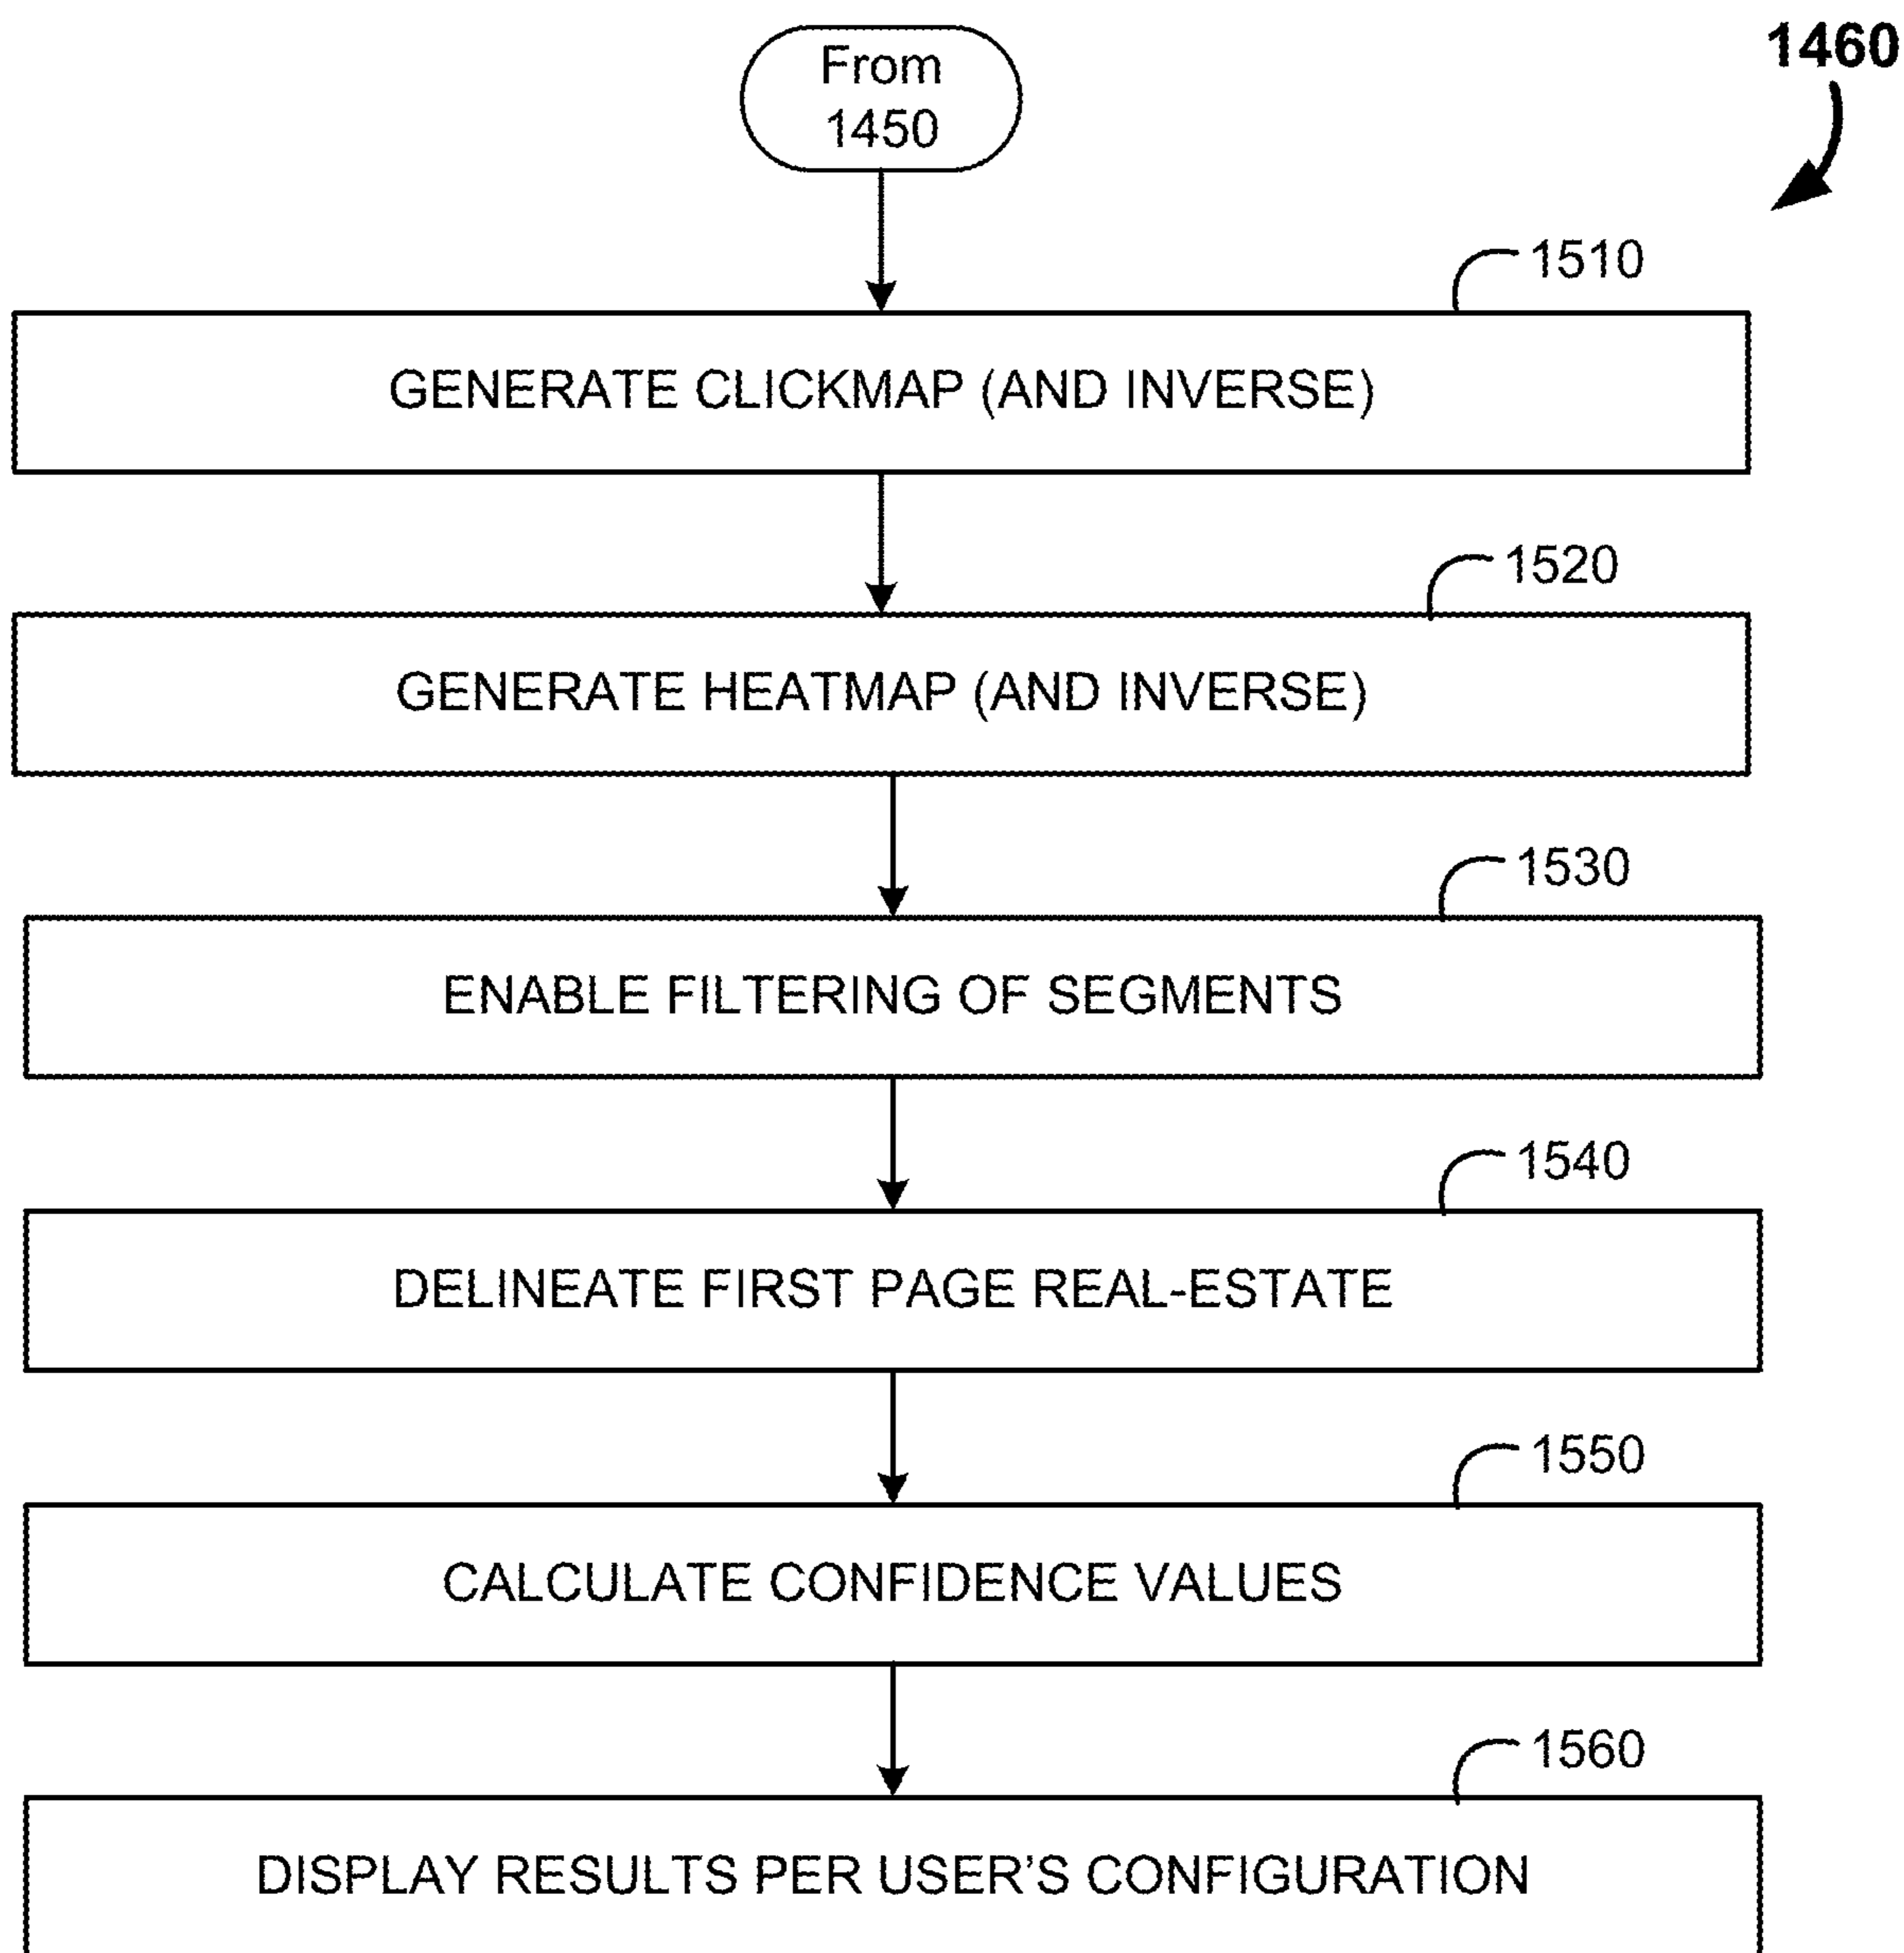 From
1450
1460
1510
GENERATE CLICKMAP (AND INVERSE)
1520
GENERATE HEATMAP (AND INVERSE)
1530
ENABLE FILTERING OF SEGMENTS
1540
DELINEATE FIRST PAGE REAL-ESTATE
1550
CALCULATE CONFIDENCE VALUES
1560
DISPLAY RESULTS PER USER'S CONFIGURATION